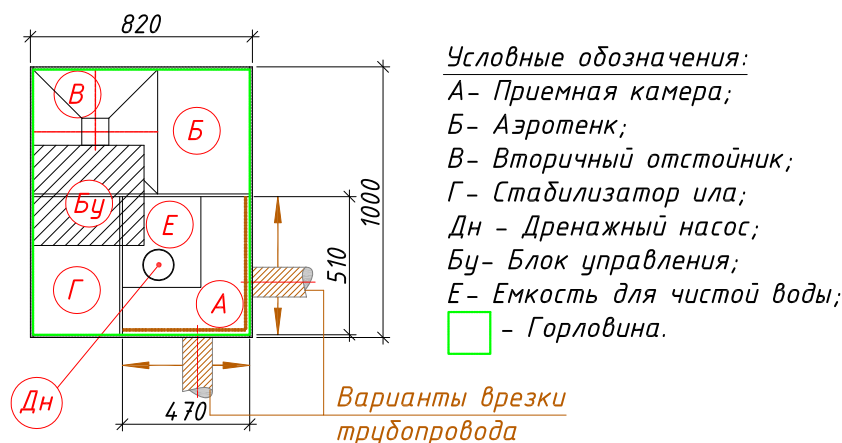 820
Условные обозначения:
А- Приемная камера;
Б- Аэротенк;
В- Вторичный отстойник;
Г- Стабилизатор ила;
Дн - Дренажный насос;
Бу- Блок управления;
Е- Емкость для чистой воды;
- Горловина.
В
Б
Бу
Е
Г
А
Дн
1000
510
470
Варианты врезки
трубопровода